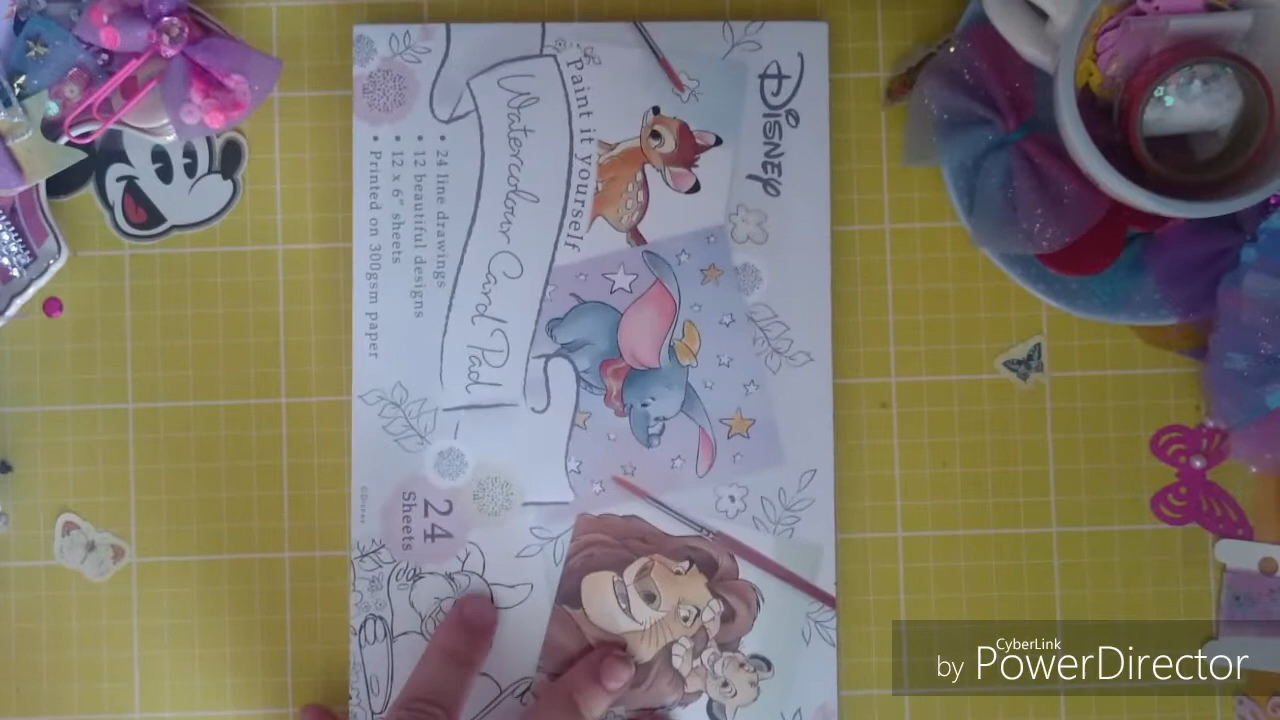 Disney
Paint it yourself
Watercolour Card Pad
• 24 line drawings
• 12 beautiful designs
• 12 x 6" sheets
• Printed on 300gsm paper
24
Sheets
©Disney
CyberLink
by PowerDirector